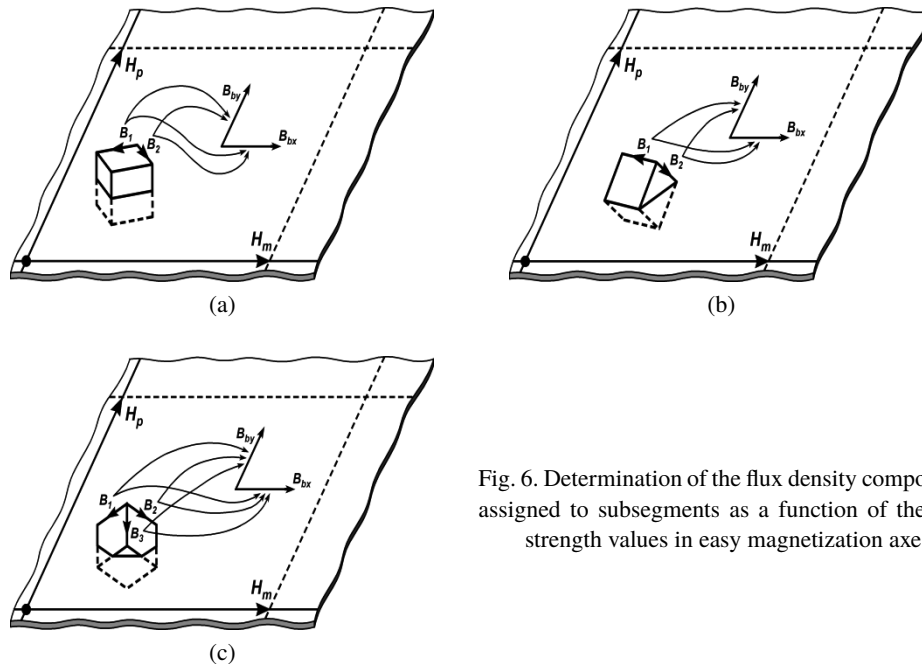 H_p
B_by
B_1
B_2
B_bx
H_m
(a)
H_p
B_by
B_1
B_2
B_bx
H_m
(b)
H_p
B_by
B_1
B_2
B_3
B_bx
H_m
(c)
Fig. 6. Determination of the flux density compo
assigned to subsegments as a function of the
strength values in easy magnetization axe